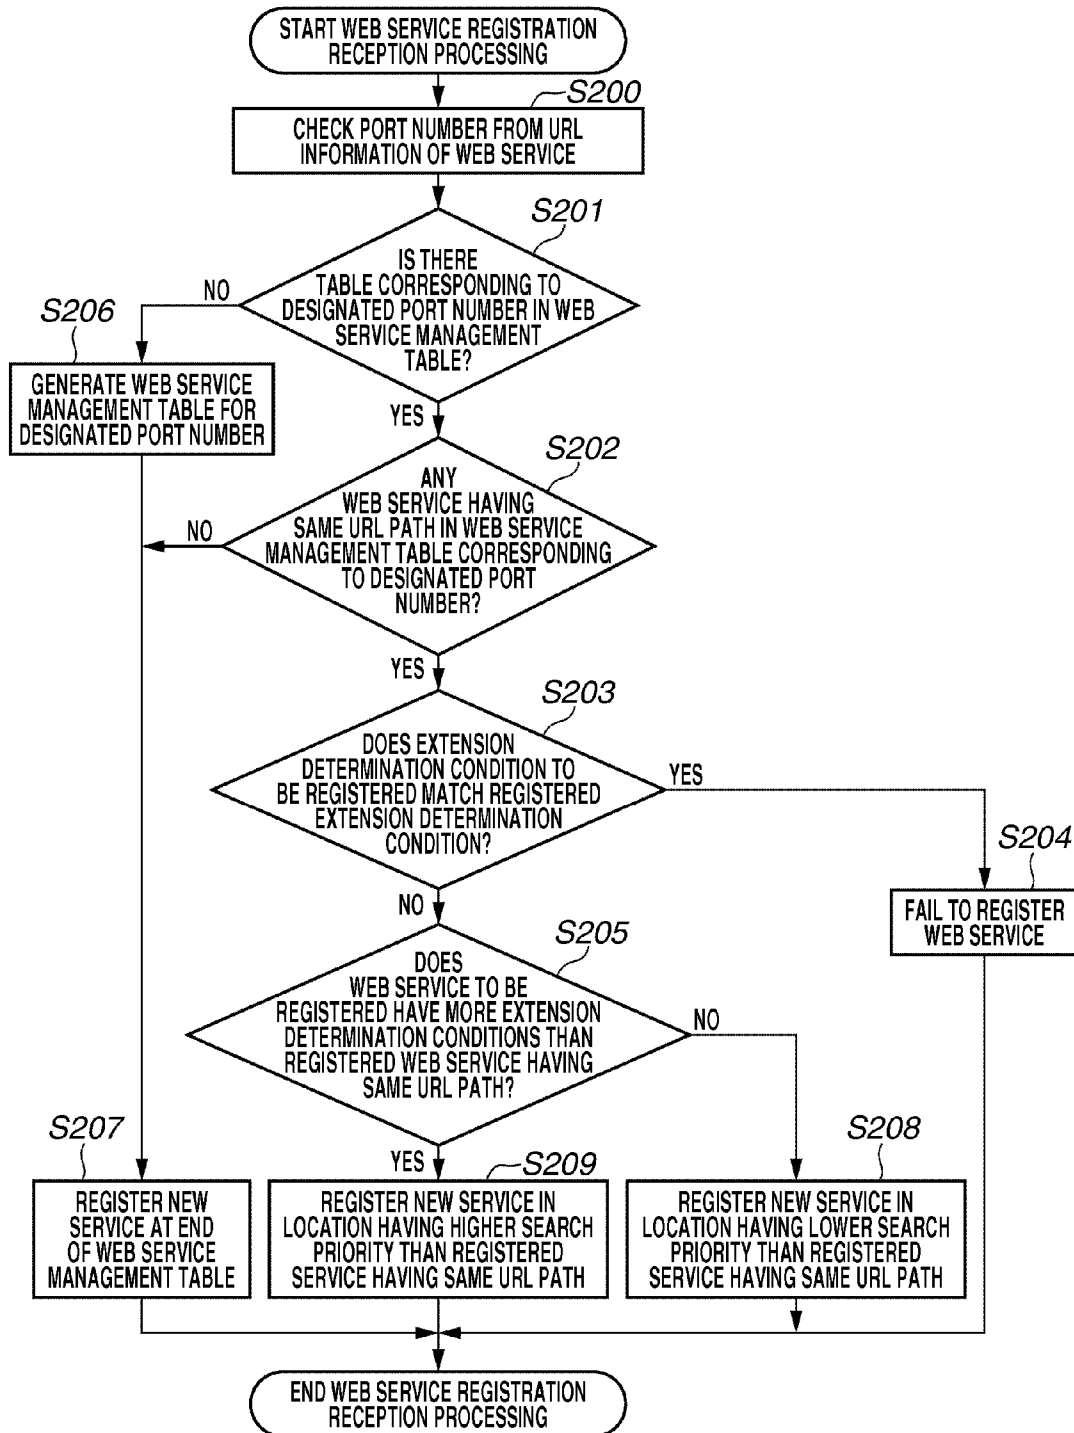 START WEB SERVICE REGISTRATION
RECEPTION PROCESSING
S200
CHECK PORT NUMBER FROM URL
INFORMATION OF WEB SERVICE
S201
IS THERE
TABLE CORRESPONDING TO
DESIGNATED PORT NUMBER IN WEB
SERVICE MANAGEMENT
TABLE?
NO
S206
GENERATE WEB SERVICE
MANAGEMENT TABLE FOR
DESIGNATED PORT NUMBER
YES
S202
ANY
WEB SERVICE HAVING
SAME URL PATH IN WEB SERVICE
MANAGEMENT TABLE CORRESPONDING
TO DESIGNATED PORT
NUMBER?
NO
YES
S203
DOES EXTENSION
DETERMINATION CONDITION TO
BE REGISTERED MATCH REGISTERED
EXTENSION DETERMINATION
CONDITION?
YES
S204
FAIL TO REGISTER
WEB SERVICE
NO
S205
DOES
WEB SERVICE TO BE
REGISTERED HAVE MORE EXTENSION
DETERMINATION CONDITIONS THAN
REGISTERED WEB SERVICE HAVING
SAME URL PATH?
NO
YES
S207
REGISTER NEW
SERVICE AT END
OF WEB SERVICE
MANAGEMENT TABLE
S209
REGISTER NEW SERVICE IN
LOCATION HAVING HIGHER SEARCH
PRIORITY THAN REGISTERED
SERVICE HAVING SAME URL PATH
S208
REGISTER NEW SERVICE IN
LOCATION HAVING LOWER SEARCH
PRIORITY THAN REGISTERED
SERVICE HAVING SAME URL PATH
END WEB SERVICE REGISTRATION
RECEPTION PROCESSING